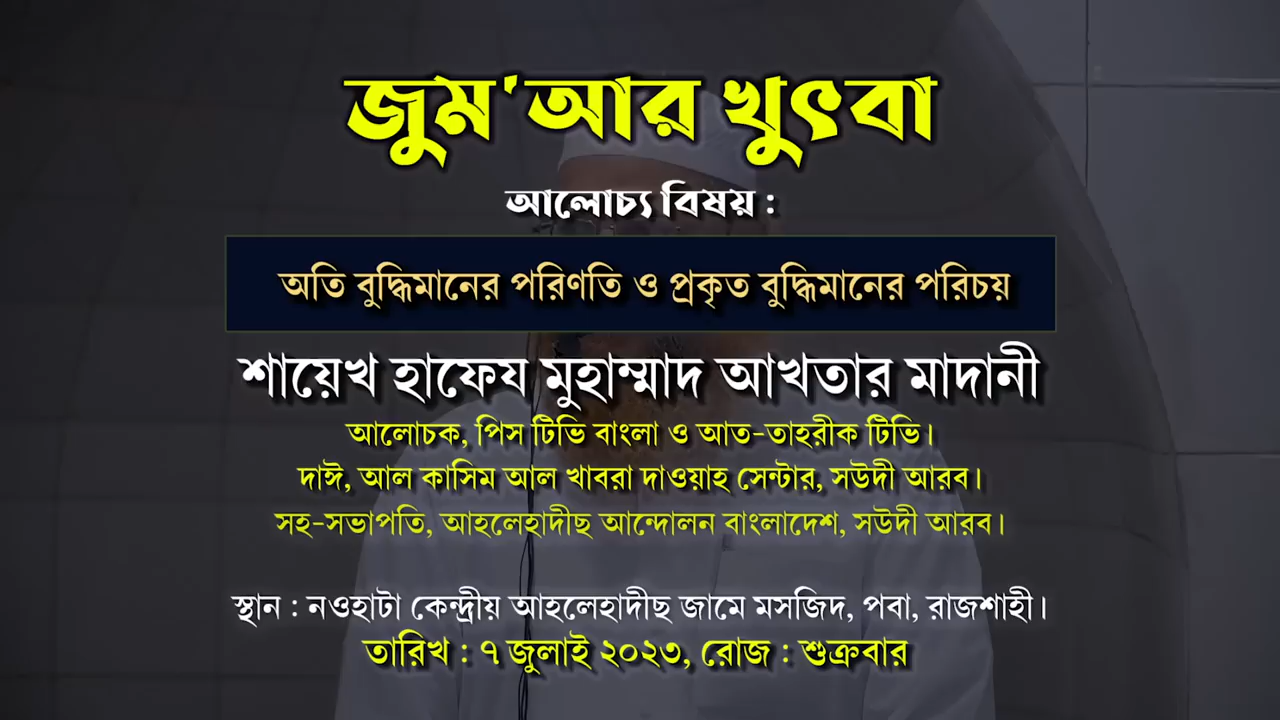 জুম'আর খুৎবা
আলোচ্য বিষয় :
অতি বুদ্ধিমানের পরিণতি ও প্রকৃত বুদ্ধিমানের পরিচয়
শায়েখ হাফেয মুহাম্মাদ আখতার মাদানী
আলোচক, পিস টিভি বাংলা ও আত-তাহরীক টিভি।
দাঈ, আল কাসিম আল খাবরা দাওয়াহ সেন্টার, সউদী আরব।
সহ-সভাপতি, আহলেহাদীছ আন্দোলন বাংলাদেশ, সউদী আরব।
স্থান : নওহাটা কেন্দ্রীয় আহলেহাদীছ জামে মসজিদ, পবা, রাজশাহী।
তারিখ : ৭ জুলাই ২০২৩, রোজ : শুক্রবার